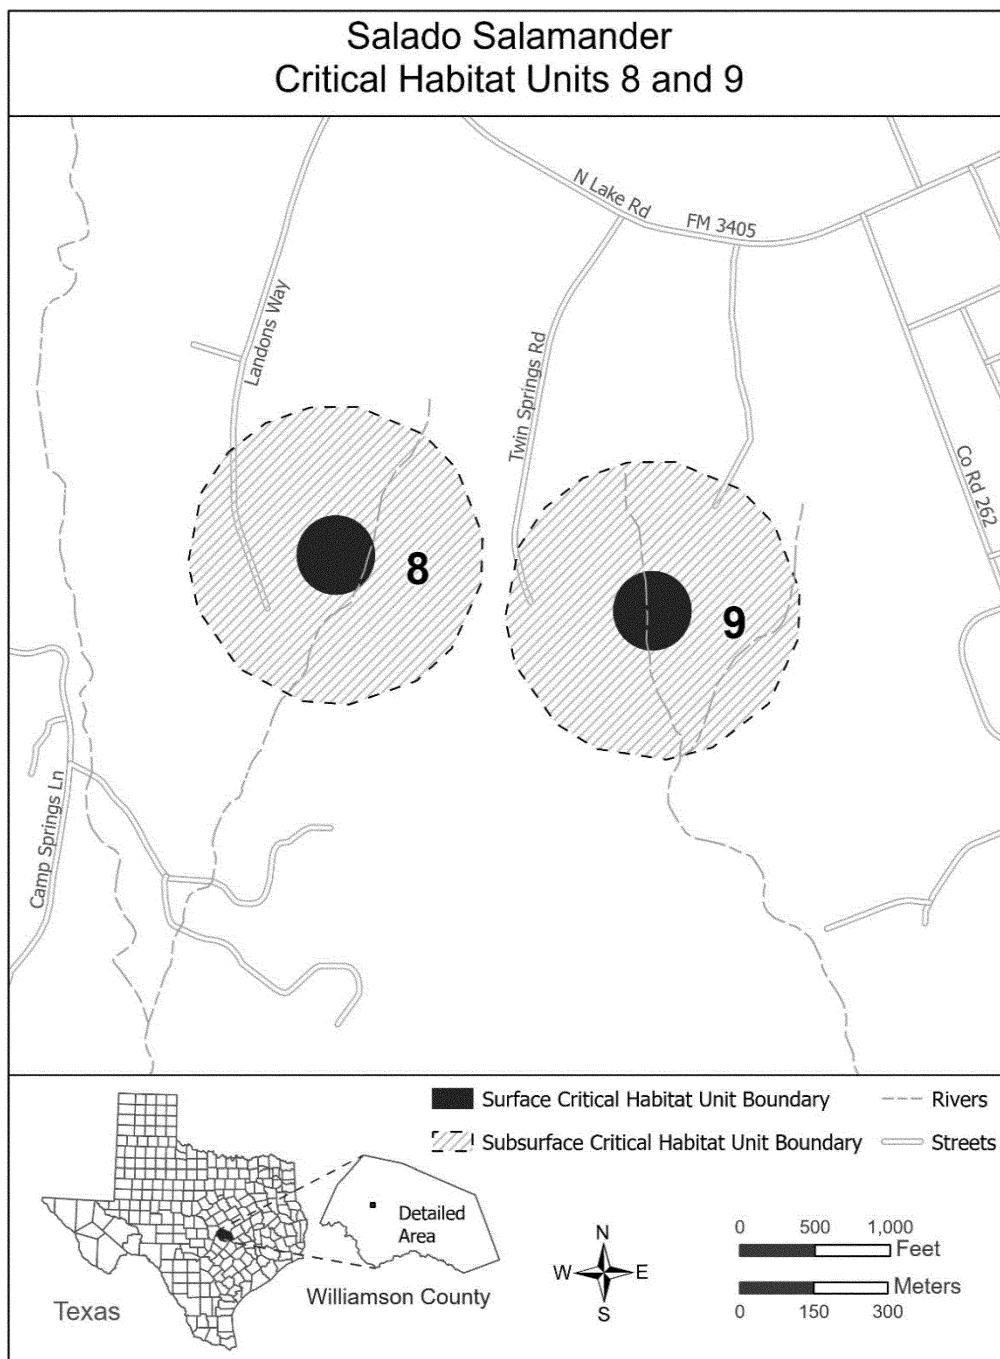 Salado Salamander
Critical Habitat Units 8 and 9
N Lake Rd
FM 3405
Landons Way
Twin Springs Rd
Co Rd 262
8
9
Camp Springs Ln
Surface Critical Habitat Unit Boundary
Rivers
Subsurface Critical Habitat Unit Boundary
Streets
Detailed
Area
Williamson County
Texas
N
W
E
S
0 500 1,000
Feet
Meters
0 150 300